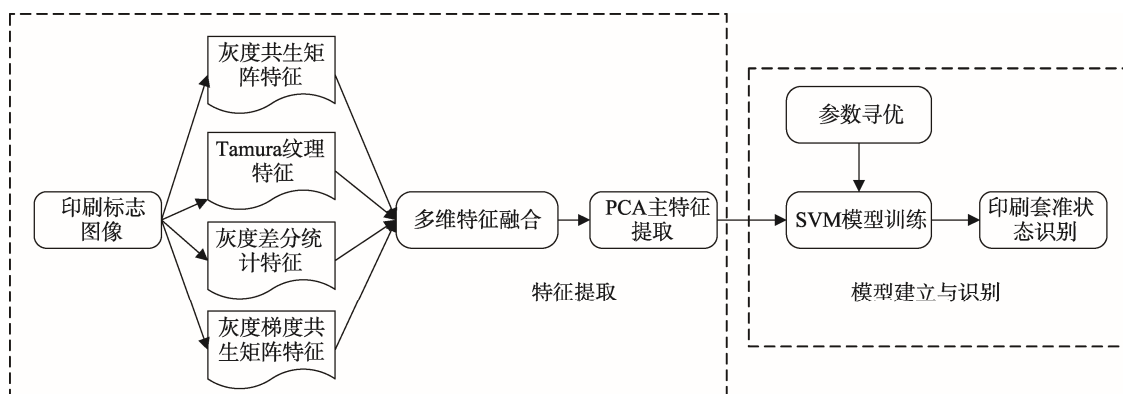 印刷标志
图像
灰度共生矩
阵特征
Tamura纹理
特征
灰度差分统
计特征
灰度梯度共
生矩阵特征
多维特征融合
PCA主特征
提取
特征提取
参数寻优
SVM模型训练
印刷套准状
态识别
模型建立与识别